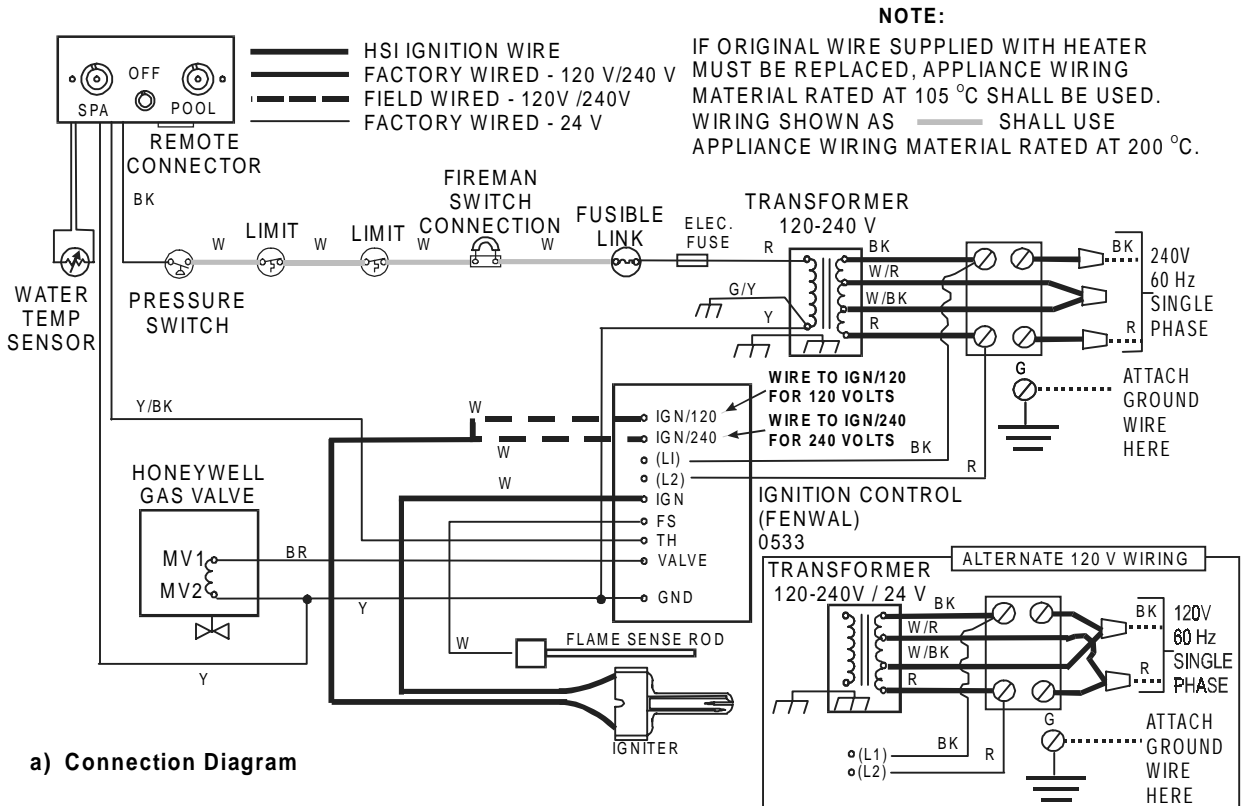 NOTE:
IF ORIGINAL WIRE SUPPLIED WITH HEATER
MUST BE REPLACED, APPLIANCE WIRING
MATERIAL RATED AT 105 °C SHALL BE USED.
WIRING SHOWN AS SHALL USE
APPLIANCE WIRING MATERIAL RATED AT 200 °C.
HSI IGNITION WIRE
FACTORY WIRED - 120 V/240 V
FIELD WIRED - 120V /240V
FACTORY WIRED - 24 V
OFF
SPA
POOL
REMOTE
CONNECTOR
BK
WATER
TEMP
SENSOR
PRESSURE
SWITCH
W
LIMIT
W
LIMIT
W
FIREMAN
SWITCH
CONNECTION
W
FUSIBLE
LINK
ELEC.
FUSE
R
G/Y
Y
TRANSFORMER
120-240 V
BK
W/R
W/BK
R
BK
R
240V
60 Hz
SINGLE
PHASE
G
ATTACH
GROUND
WIRE
HERE
WIRE TO IGN/120
FOR 120 VOLTS
WIRE TO IGN/240
FOR 240 VOLTS
BK
R
Y/BK
W
W
W
IGN/120
IGN/240
(LI)
(L2)
IGN
FS
TH
VALVE
GND
IGNITION CONTROL
(FENWAL)
0533
HONEYWELL
GAS VALVE
MV1
MV2
BR
Y
Y
W
FLAME SENSE ROD
IGNITER
ALTERNATE 120 V WIRING
TRANSFORMER
120-240V / 24 V
BK
W/R
W/BK
R
BK
R
120V
60 Hz
SINGLE
PHASE
G
ATTACH
GROUND
WIRE
HERE
BK
R
(L1)
(L2)
a) Connection Diagram